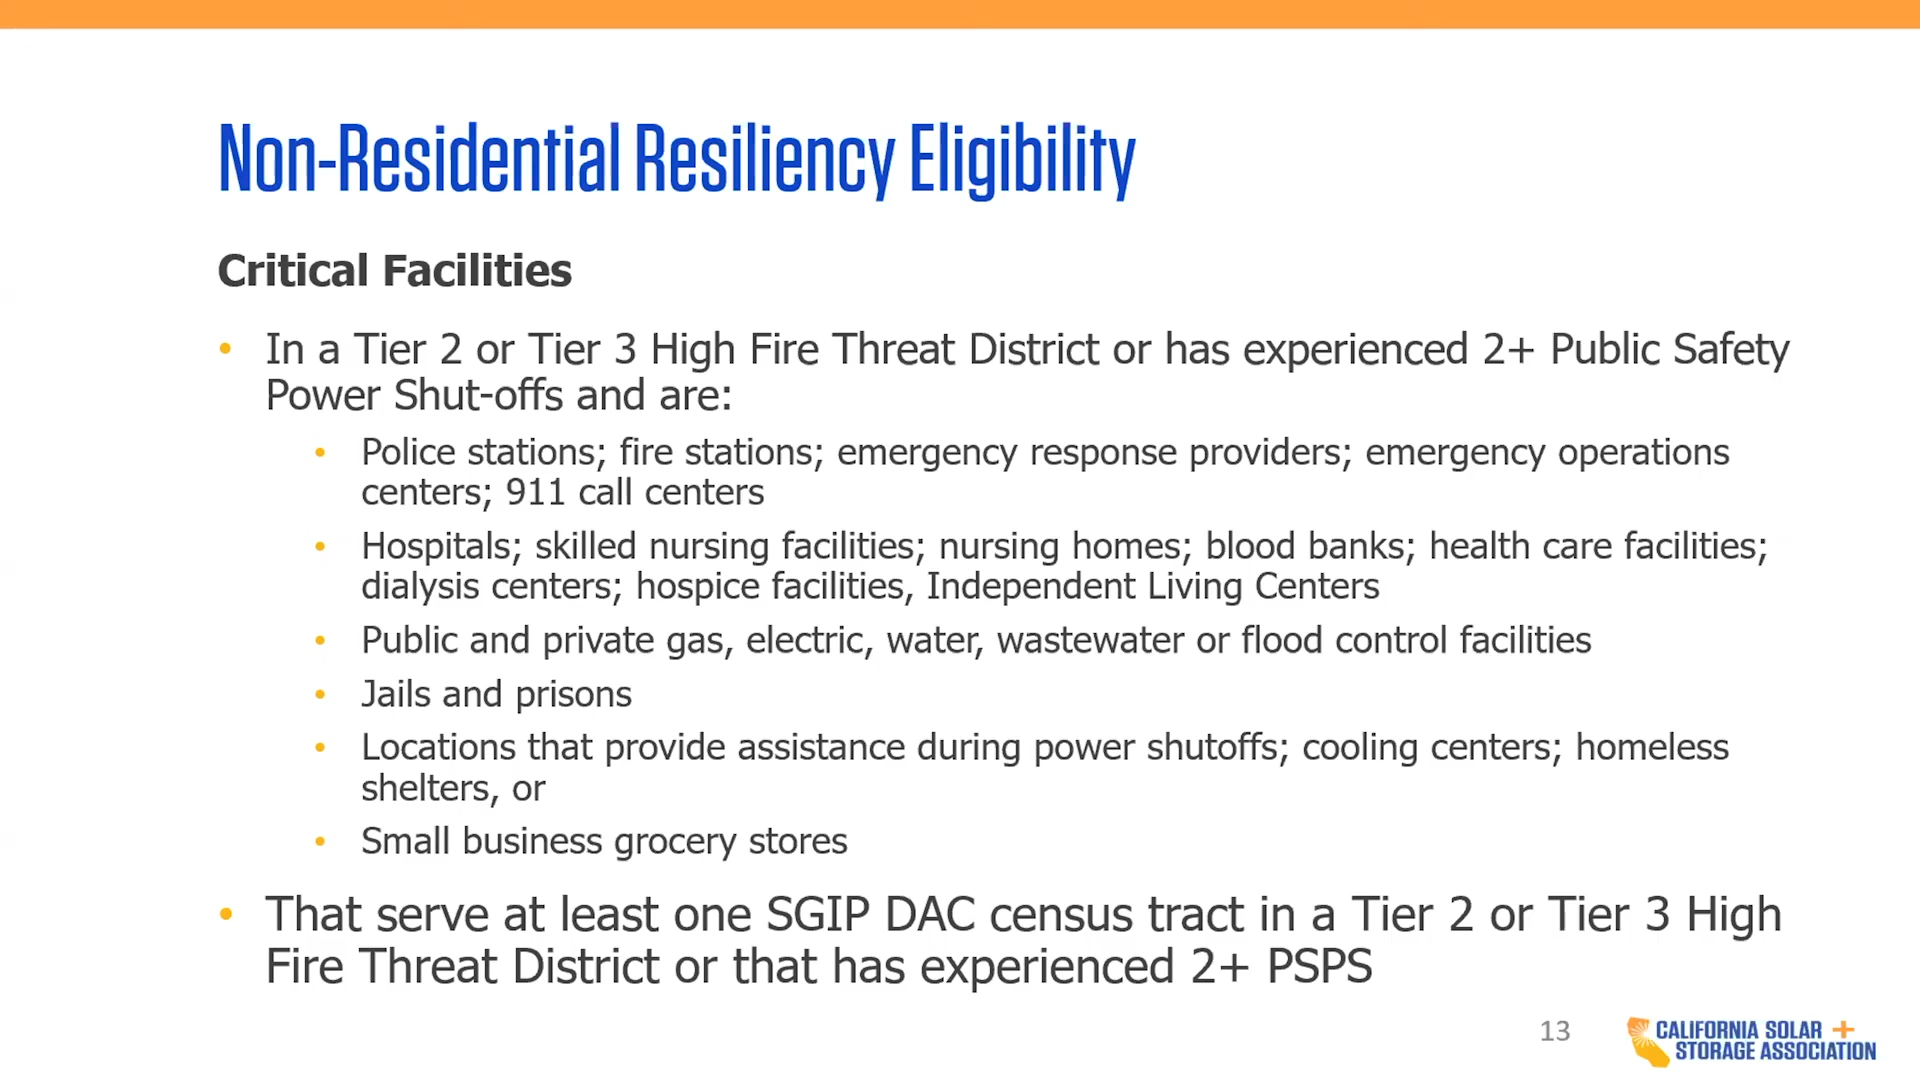 Non-Residential Resiliency Eligibility
Critical Facilities
• In a Tier 2 or Tier 3 High Fire Threat District or has experienced 2+ Public Safety
Power Shut-offs and are:
• Police stations; fire stations; emergency response providers; emergency operations
centers; 911 call centers
• Hospitals; skilled nursing facilities; nursing homes; blood banks; health care facilities;
dialysis centers; hospice facilities, Independent Living Centers
• Public and private gas, electric, water, wastewater or flood control facilities
• Jails and prisons
• Locations that provide assistance during power shutoffs; cooling centers; homeless
shelters, or
• Small business grocery stores
• That serve at least one SGIP DAC census tract in a Tier 2 or Tier 3 High
Fire Threat District or that has experienced 2+ PSPS
13
CALIFORNIA SOLAR +
STORAGE ASSOCIATION